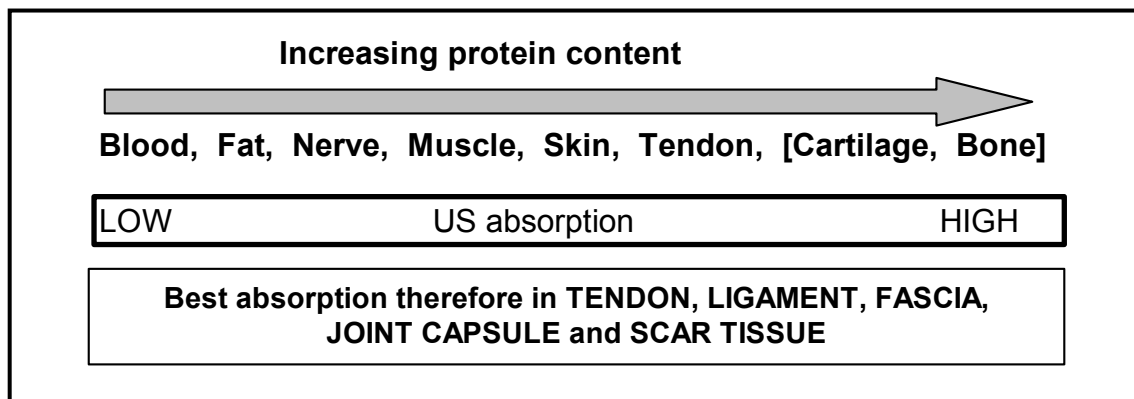 Increasing protein content
Blood, Fat, Nerve, Muscle, Skin, Tendon, [Cartilage, Bone]
LOW US absorption HIGH
Best absorption therefore in TENDON, LIGAMENT, FASCIA,
JOINT CAPSULE and SCAR TISSUE